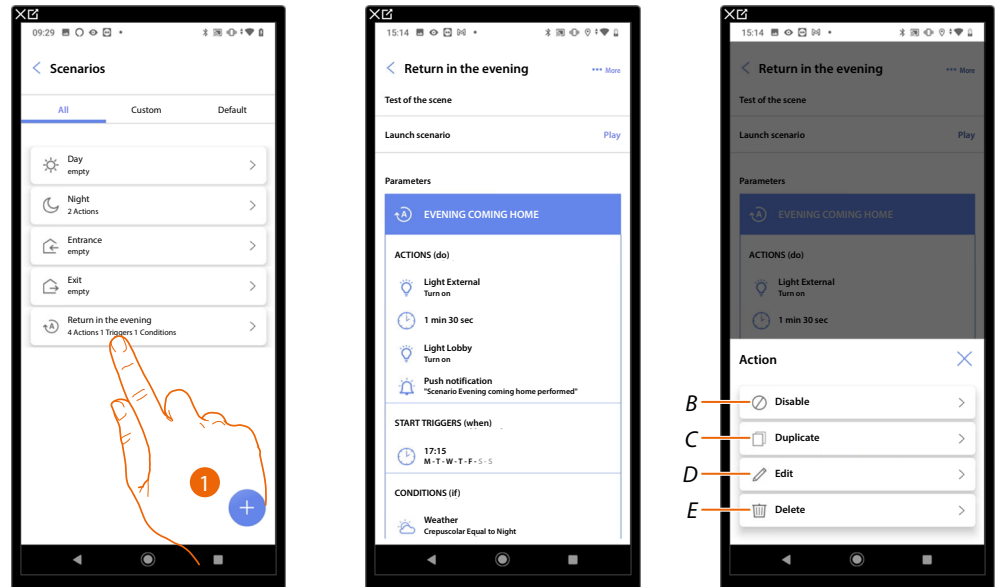 09:29
Scenarios
All Custom Default
Day
empty
Night
2 Actions
Entrance
empty
Exit
empty
Return in the evening
4 Actions 1 Triggers 1 Conditions
1
+
15:14
Return in the evening ••• More
Test of the scene
Launch scenario Play
Parameters
A EVENING COMING HOME
ACTIONS (do)
Light External
Turn on
1 min 30 sec
Light Lobby
Turn on
Push notification
"Scenario Evening coming home performed"
START TRIGGERS (when)
17:15
M - T - W - T - F - S - S
CONDITIONS (if)
Weather
Crepuscolar Equal to Night
15:14
Return in the evening ••• More
Test of the scene
Launch scenario Play
Parameters
A EVENING COMING HOME
ACTIONS (do)
Light External
Turn on
1 min 30 sec
Action
B Disable
C Duplicate
D Edit
E Delete